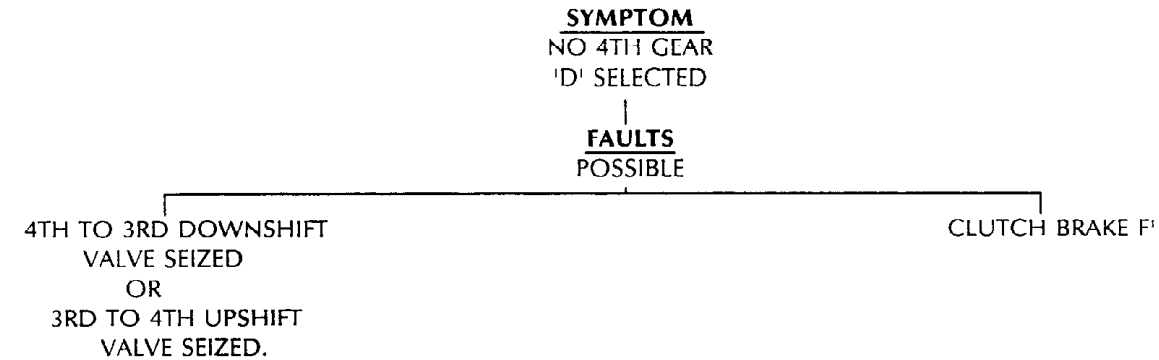 SYMPTOM
NO 4TH GEAR
'D' SELECTED
FAULTS
POSSIBLE
4TH TO 3RD DOWNSHIFT
VALVE SEIZED
OR
3RD TO 4TH UPSHIFT
VALVE SEIZED.
CLUTCH BRAKE F'